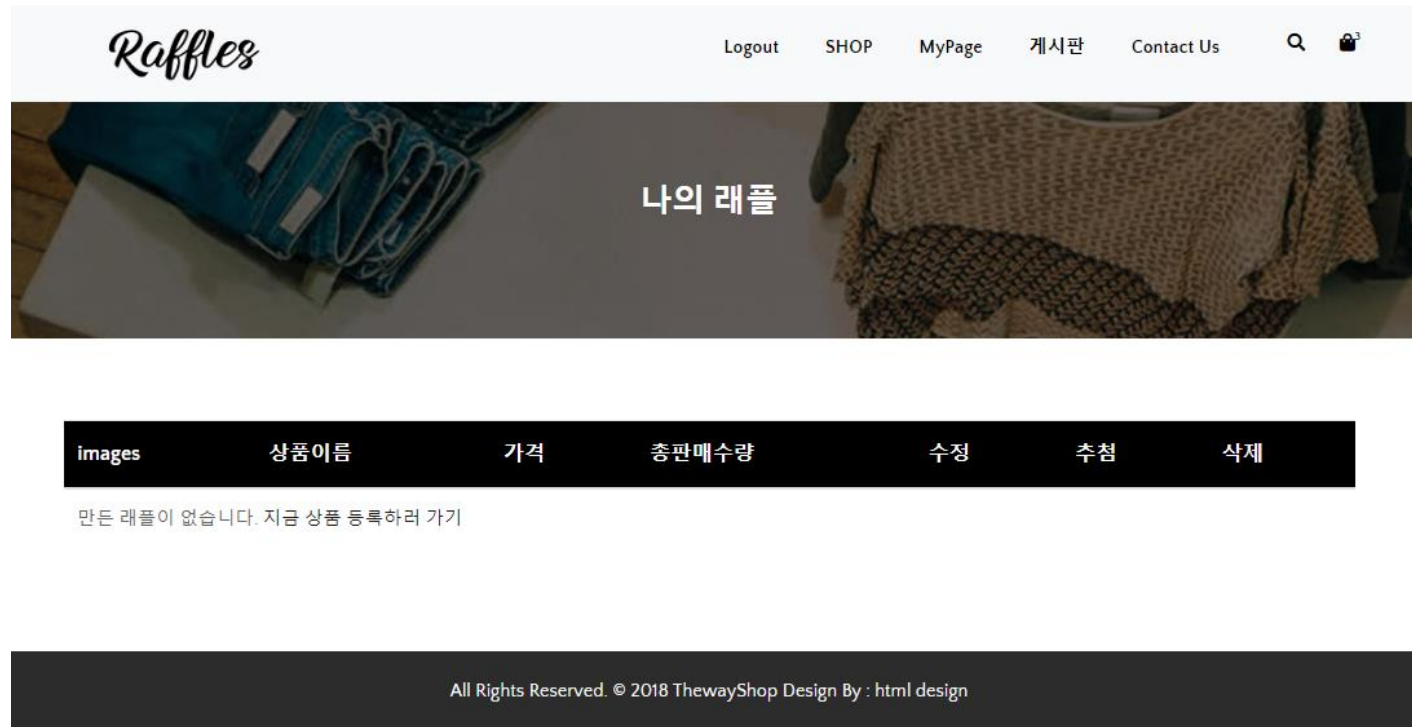 Raffles
Logout SHOP MyPage 게시판 Contact Us 3
나의 래플
images 상품이름 가격 총판매수량 수정 추첨 삭제
만든 래플이 없습니다. 지금 상품 등록하러 가기
All Rights Reserved. © 2018 ThewayShop Design By : html design